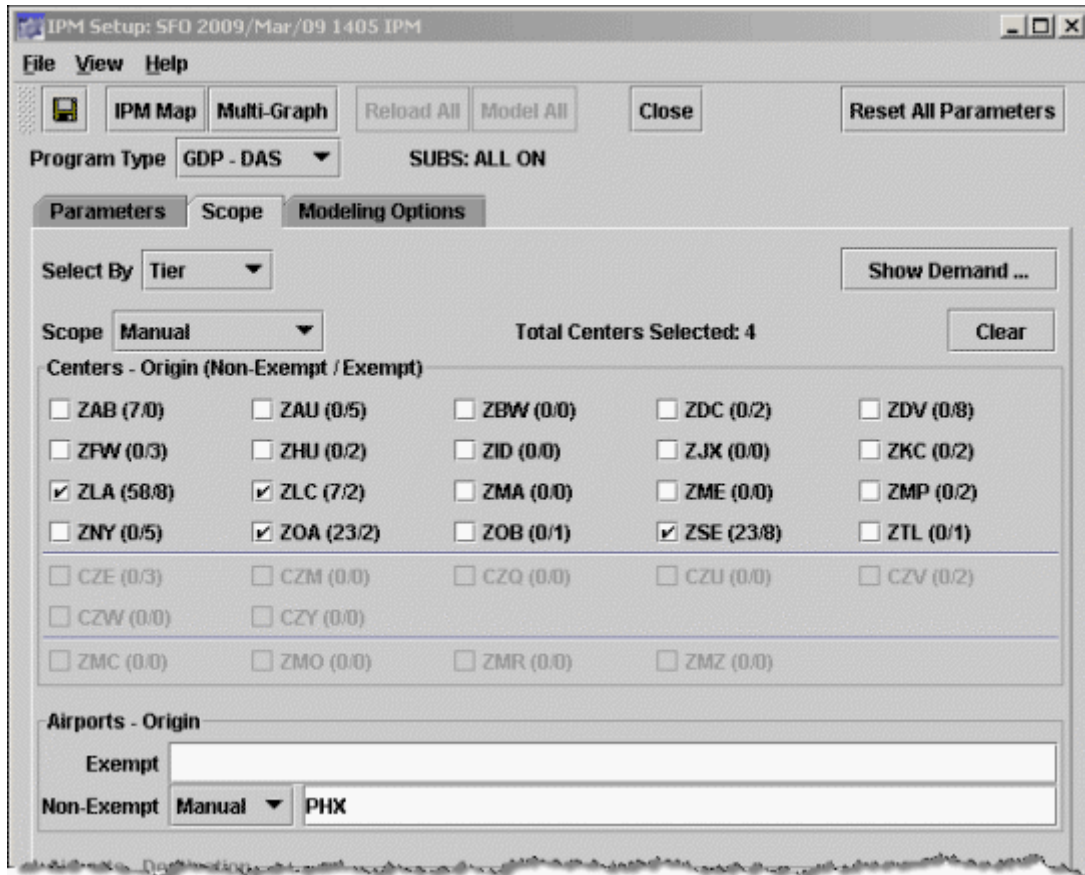 IPM Setup: SFO 2009/Mar/09 1405 IPM
File View Help
IPM Map Multi-Graph Reload All Model All Close Reset All Parameters
Program Type GDP - DAS SUBS: ALL ON
Parameters Scope Modeling Options
Select By Tier Show Demand ...
Scope Manual Total Centers Selected: 4 Clear
Centers - Origin (Non-Exempt / Exempt)
ZAB (7/0) ZAU (0/5) ZBW (0/0) ZDC (0/2) ZDV (0/8)
ZFW (0/3) ZHU (0/2) ZID (0/0) ZJX (0/0) ZKC (0/2)
ZLA (58/8) ZLC (7/2) ZMA (0/0) ZME (0/0) ZMP (0/2)
ZNY (0/5) ZOA (23/2) ZOB (0/1) ZSE (23/8) ZTL (0/1)
CZE (0/3) CZM (0/0) CZQ (0/0) CZU (0/0) CZV (0/2)
CZW (0/0) CZY (0/0)
ZMC (0/0) ZMO (0/0) ZMR (0/0) ZMZ (0/0)
Airports - Origin
Exempt
Non-Exempt Manual PHX